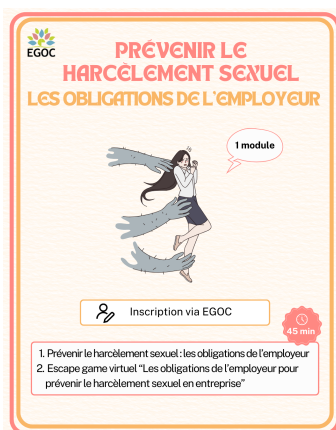 EGOC
PRÉVENIR LE
HARCÈLEMENT SEXUEL
LES OBLIGATIONS DE L'EMPLOYEUR
1 module
Inscription via EGOC
45 min
1. Prévenir le harcèlement sexuel : les obligations de l'employeur
2. Escape game virtuel "Les obligations de l'employeur pour
prévenir le harcèlement sexuel en entreprise"